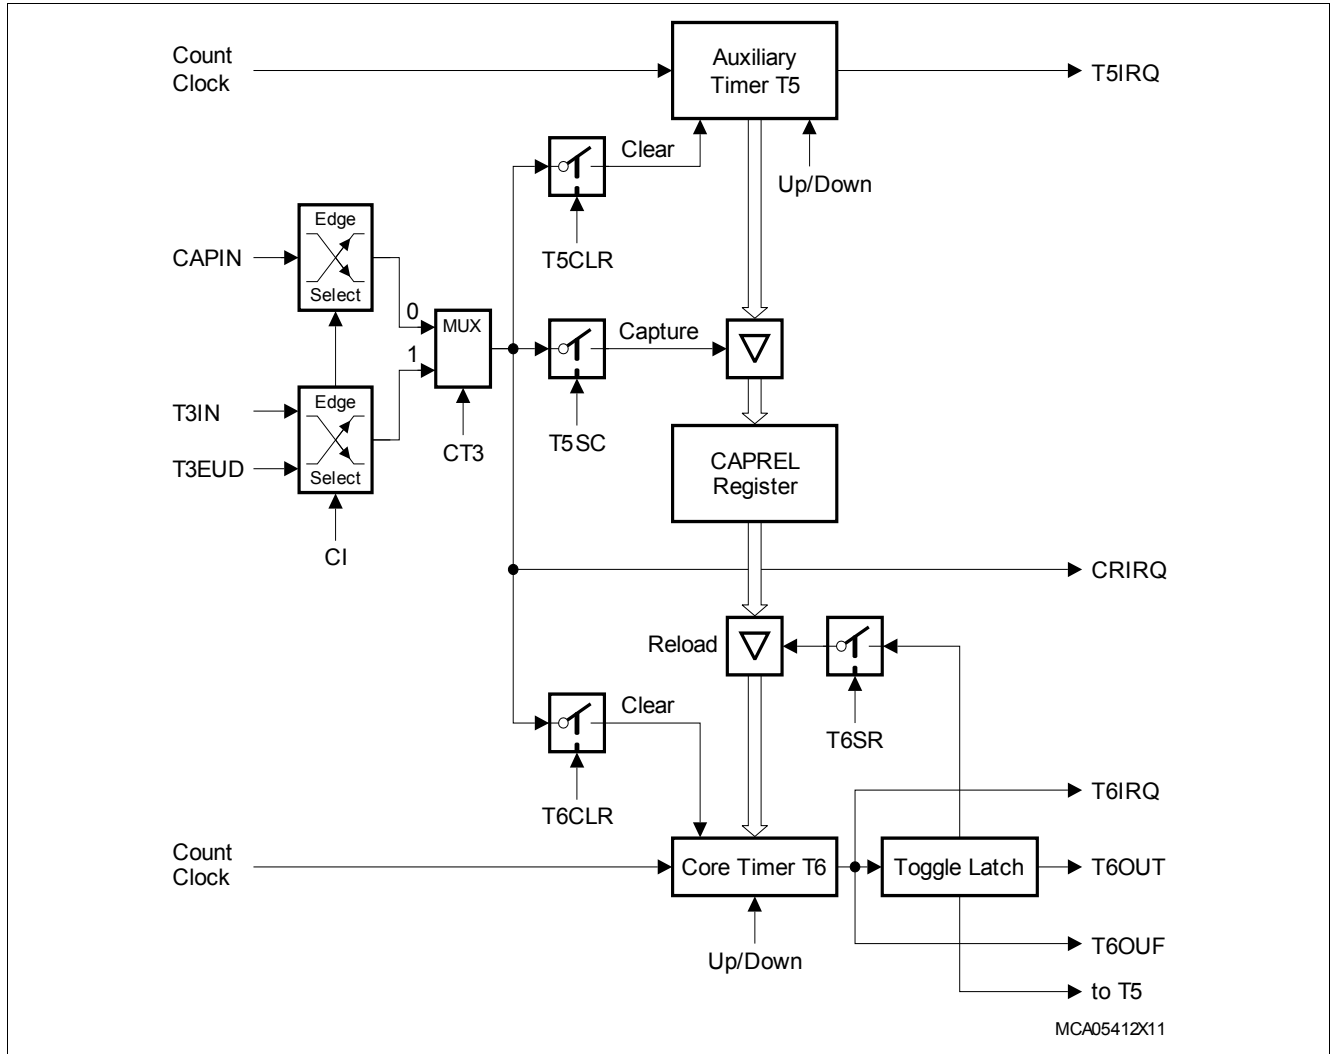 Count
Clock
Auxiliary
Timer T5
T5IRQ
Clear
Up/Down
T5CLR
Edge
Select
CAPIN
0
MUX
1
Capture
T3IN
T3EUD
Edge
Select
CT3
T5SC
CI
CAPREL
Register
CRIRQ
Reload
T6SR
Clear
T6CLR
T6IRQ
Count
Clock
Core Timer T6
Toggle Latch
T6OUT
Up/Down
T6OUF
to T5
MCA05412X11